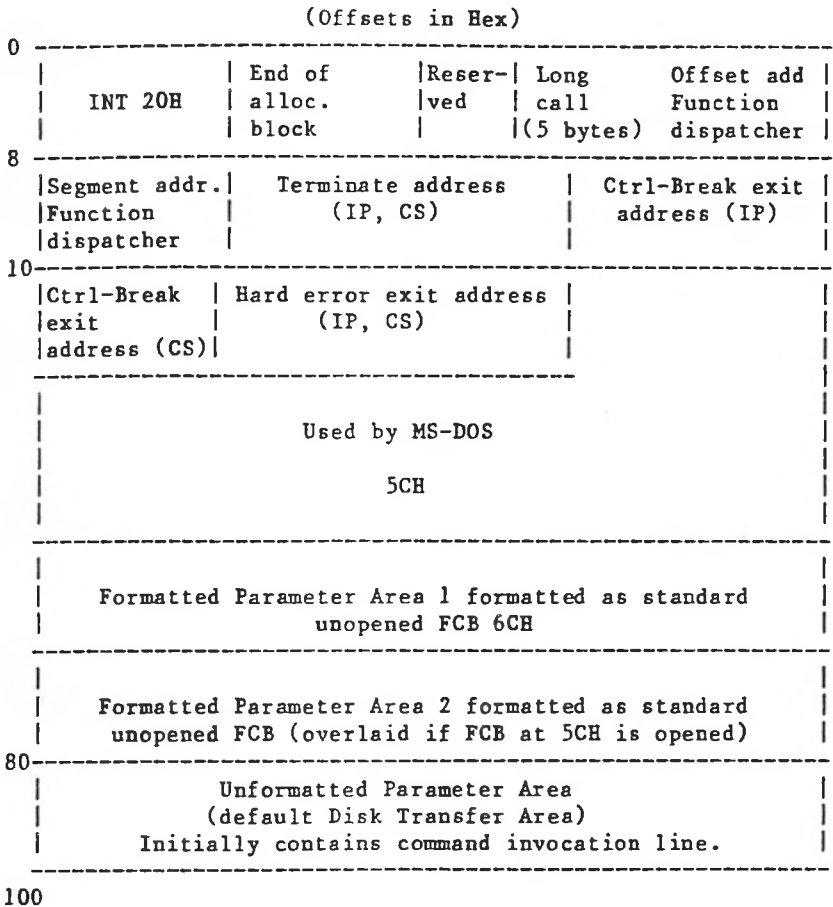 (Offsets in Hex)
0
| | End of |Reser-| Long Offset add |
| INT 20H | alloc. |ved | call Function |
| | block | |(5 bytes) dispatcher |
8
|Segment addr.| Terminate address | Ctrl-Break exit |
|Function | (IP, CS) | address (IP) |
|dispatcher | | |
10
|Ctrl-Break | Hard error exit address | |
|exit | (IP, CS) | |
|address (CS)| | |
Used by MS-DOS
5CH
Formatted Parameter Area 1 formatted as standard
unopened FCB 6CH
Formatted Parameter Area 2 formatted as standard
unopened FCB (overlaid if FCB at 5CH is opened)
80
Unformatted Parameter Area
(default Disk Transfer Area)
Initially contains command invocation line.
100